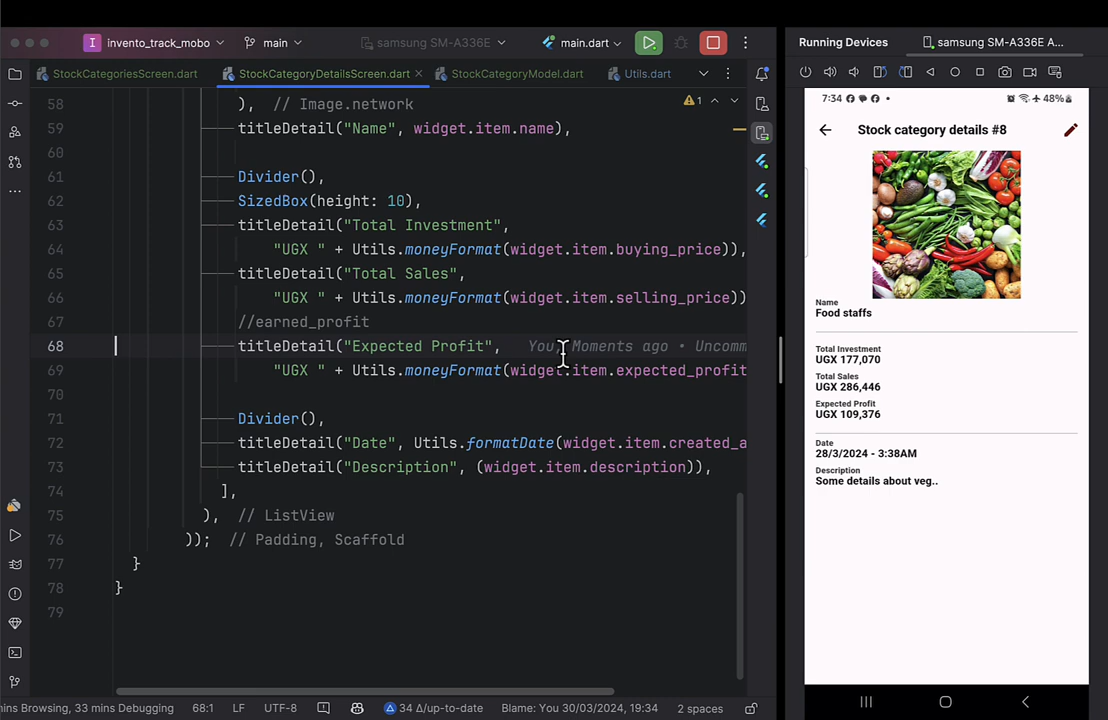 invento_track_mobo
main
samsung SM-A336E
main.dart
Running Devices
samsung SM-A336E A...
StockCategoriesScreen.dart
StockCategoryDetailsScreen.dart
StockCategoryModel.dart
Utils.dart
58 ), // Image.network
1
59 titleDetail("Name", widget.item.name),
60
61 Divider(),
62 SizedBox(height: 10),
63 titleDetail("Total Investment",
64 "UGX " + Utils.moneyFormat(widget.item.buying_price)),
65 titleDetail("Total Sales",
66 "UGX " + Utils.moneyFormat(widget.item.selling_price))
67 //earned_profit
68 titleDetail("Expected Profit", You, Moments ago • Uncomm
69 "UGX " + Utils.moneyFormat(widget.item.expected_profit
70
71 Divider(),
72 titleDetail("Date", Utils.formatDate(widget.item.created_a
73 titleDetail("Description", (widget.item.description)),
74 ],
75 ), // ListView
76 )); // Padding, Scaffold
77 }
78 }
79
7:34
48%
Stock category details #8
Name
Food staffs
Total Investment
UGX 177,070
Total Sales
UGX 286,446
Expected Profit
UGX 109,376
Date
28/3/2024 - 3:38AM
Description
Some details about veg..
ins Browsing, 33 mins Debugging
68:1
LF
UTF-8
34 Δ/up-to-date
Blame: You 30/03/2024, 19:34
2 spaces